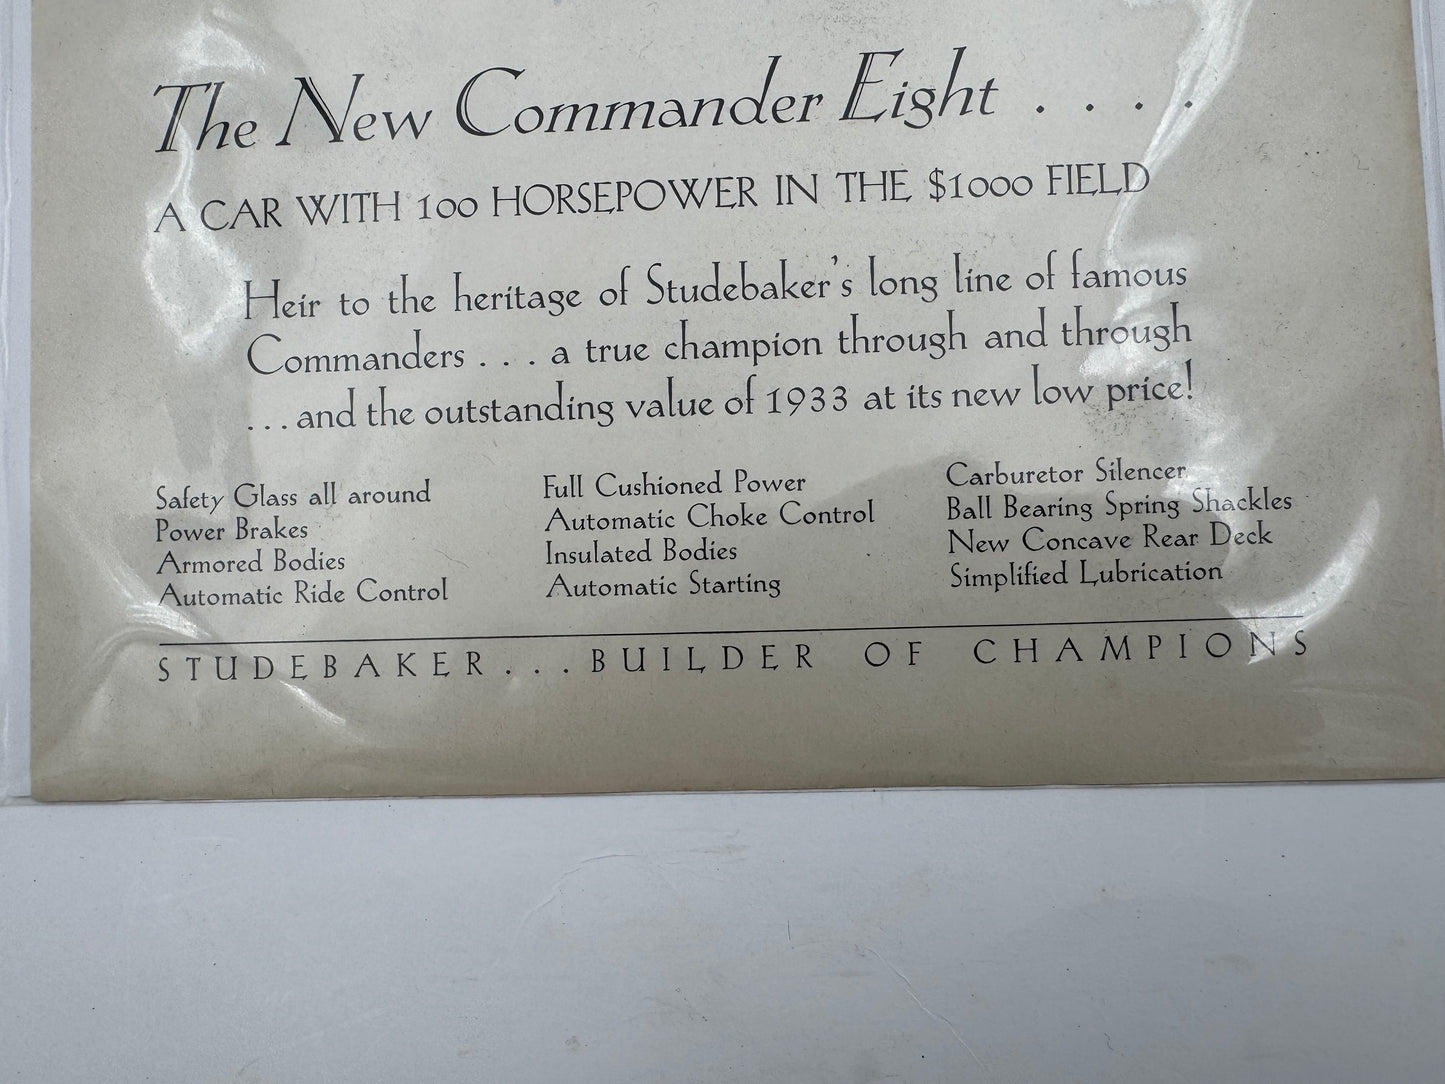 The New Commander Eight . . . .
A CAR WITH 100 HORSEPOWER IN THE $1000 FIELD
Heir to the heritage of Studebaker's long line of famous
Commanders . . . a true champion through and through
. . . and the outstanding value of 1933 at its new low price!
Safety Glass all around
Power Brakes
Armored Bodies
Automatic Ride Control
Full Cushioned Power
Automatic Choke Control
Insulated Bodies
Automatic Starting
Carburetor Silencer
Ball Bearing Spring Shackles
New Concave Rear Deck
Simplified Lubrication
STUDEBAKER . . . BUILDER OF CHAMPIONS